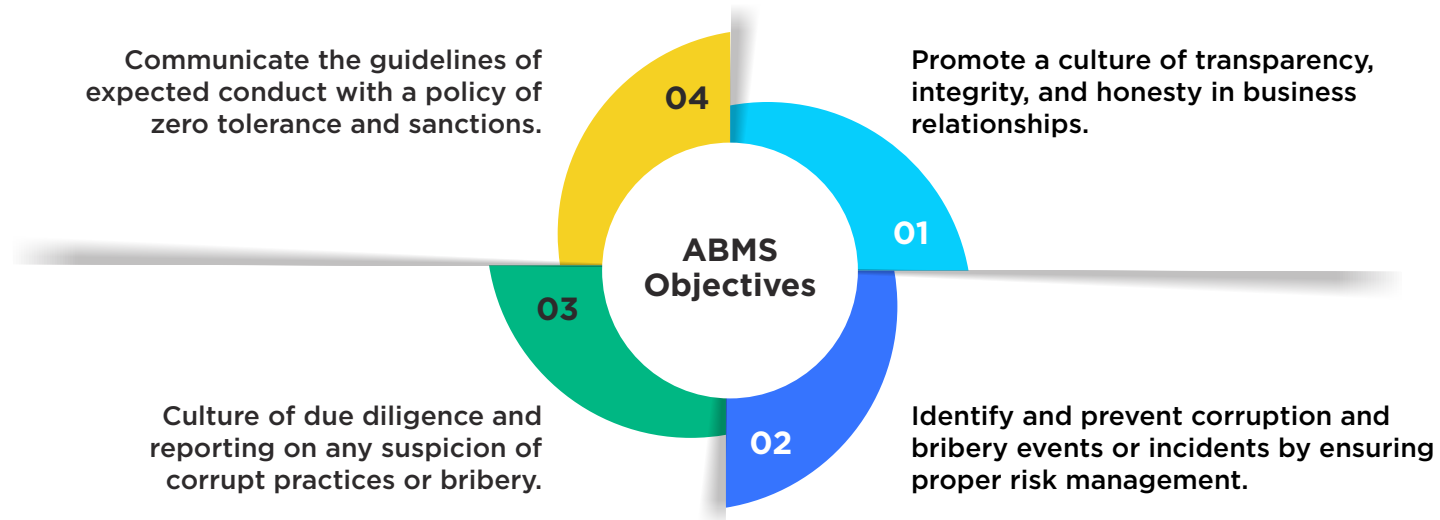 ABMS
Objectives
01
Promote a culture of transparency,
integrity, and honesty in business
relationships.
02
Identify and prevent corruption and
bribery events or incidents by ensuring
proper risk management.
03
Culture of due diligence and
reporting on any suspicion of
corrupt practices or bribery.
04
Communicate the guidelines of
expected conduct with a policy of
zero tolerance and sanctions.